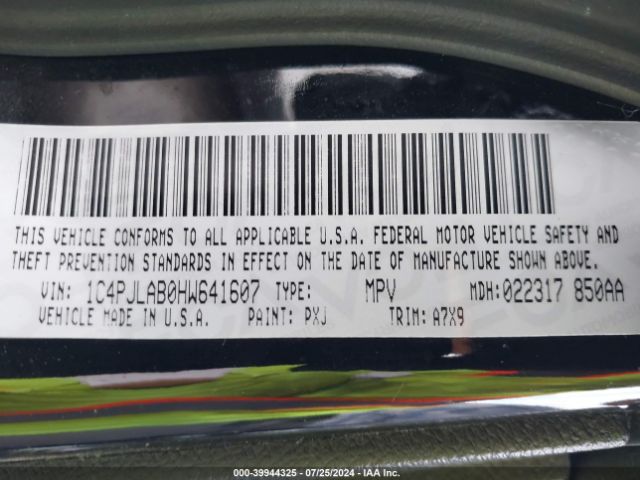 THIS VEHICLE CONFORMS TO ALL APPLICABLE U.S.A. FEDERAL MOTOR VEHICLE SAFETY AND
THEFT PREVENTION STANDARDS IN EFFECT ON THE DATE OF MANUFACTURE SHOWN ABOVE.
VIN: 1C4PJLAB0HW641607 TYPE: MPV MDH: 022317 850AA
VEHICLE MADE IN U.S.A. PAINT: PXJ TRIM: A7X9
000-39944325 - 07/25/2024 - IAA Inc.